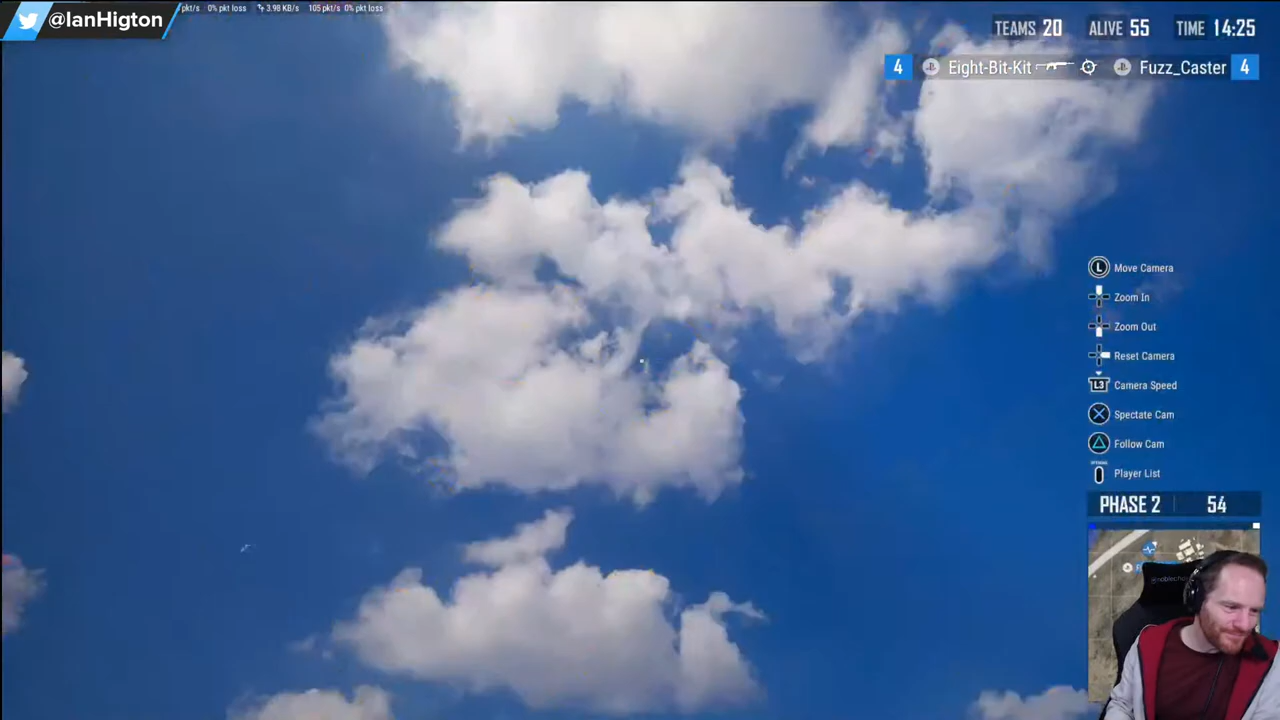 @IanHigton
pkt/s 0% pkt loss 3.98 KB/s 105 pkt/s 0% pkt loss
TEAMS 20 ALIVE 55 TIME 14:25
4 Eight-Bit-Kit Fuzz_Caster 4
L Move Camera
Zoom In
Zoom Out
Reset Camera
L3 Camera Speed
Spectate Cam
Follow Cam
OPTIONS Player List
PHASE 2 54